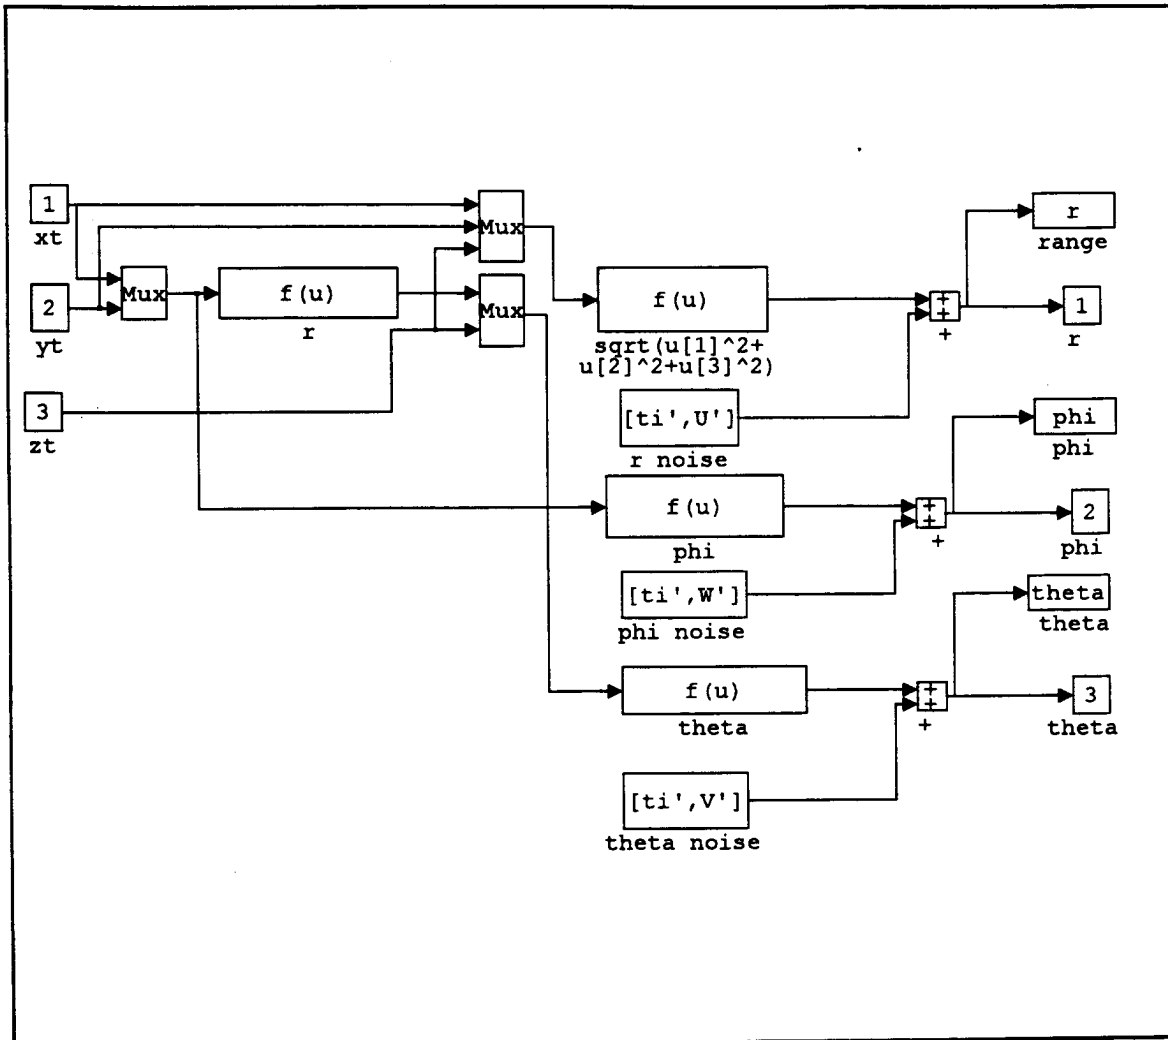 1
xt
2
yt
3
zt
Mux
f(u)
r
Mux
Mux
f(u)
sqrt(u[1]^2+
u[2]^2+u[3]^2)
[ti',U']
r noise
+
+
+
r
range
1
r
f(u)
phi
[ti',W']
phi noise
+
+
+
phi
phi
2
phi
f(u)
theta
[ti',V']
theta noise
+
+
+
theta
theta
3
theta